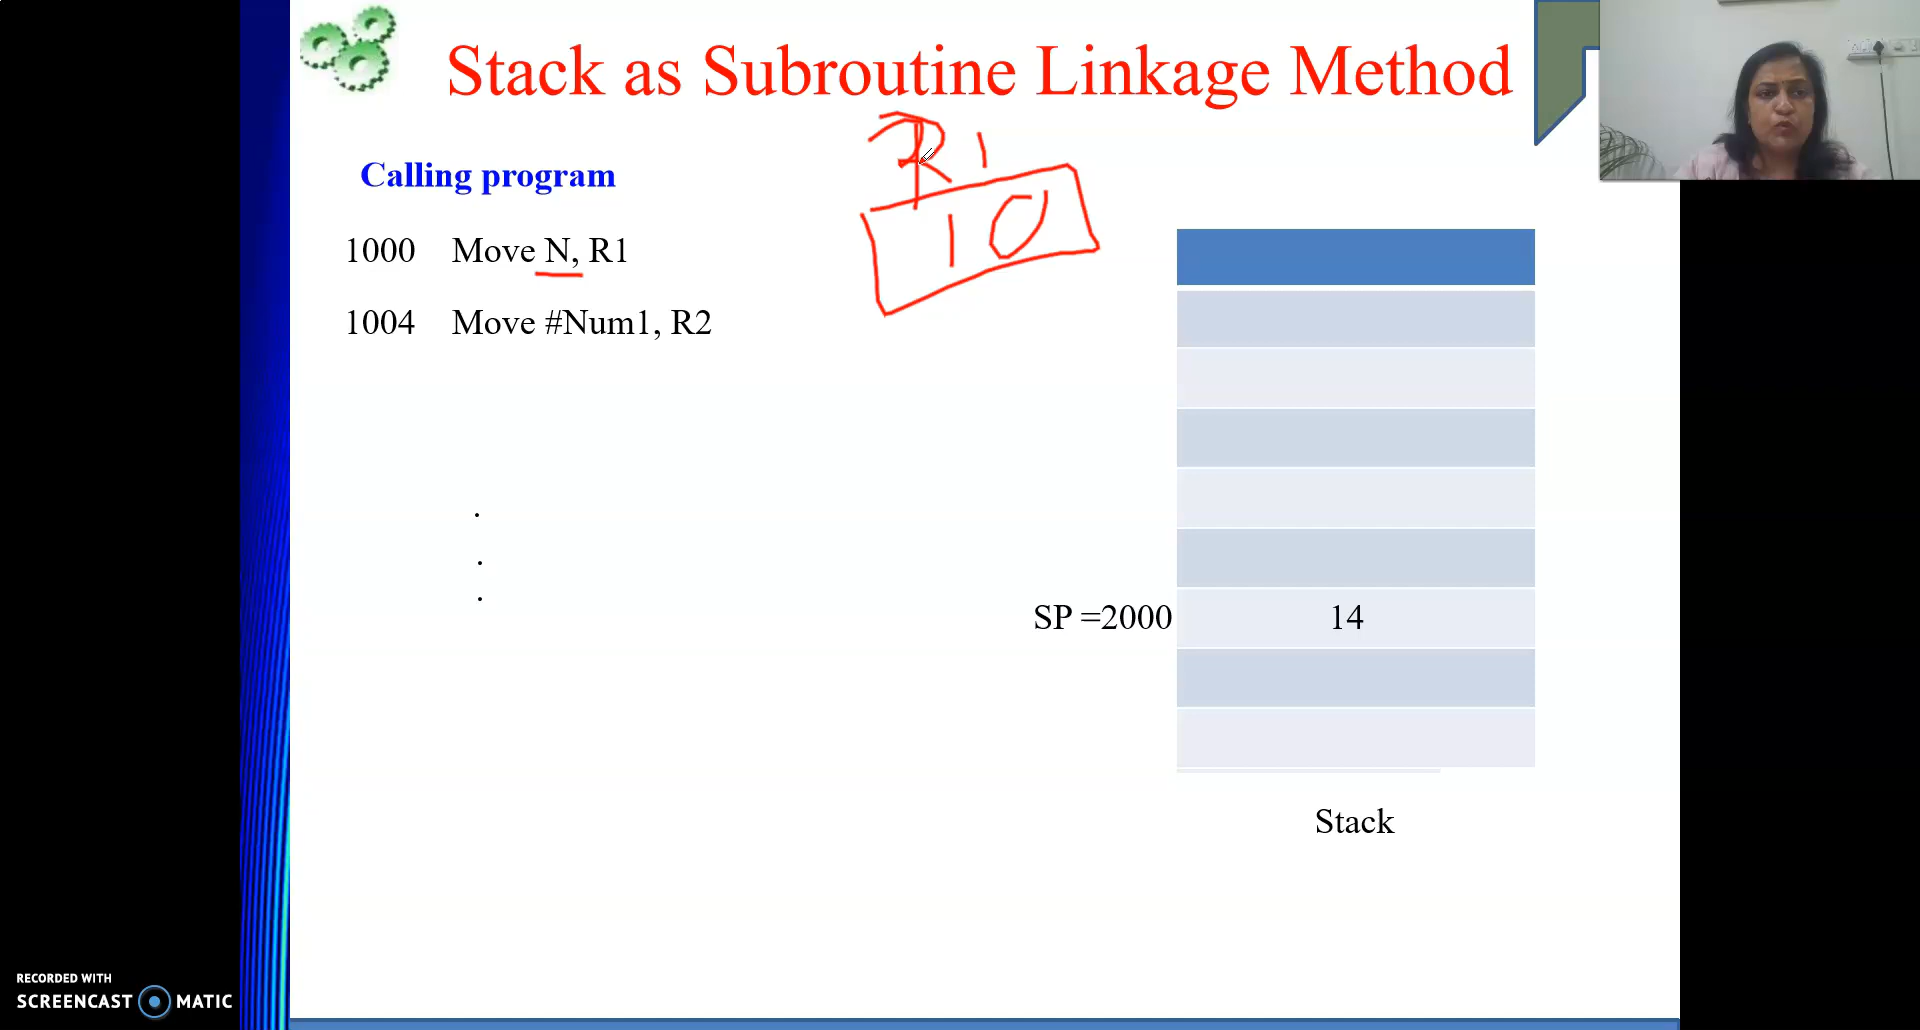 Stack as Subroutine Linkage Method
R1
Calling program
10
1000 Move N, R1
1004 Move #Num1, R2
.
.
.
SP =2000 14
Stack
RECORDED WITH
SCREENCAST MATIC